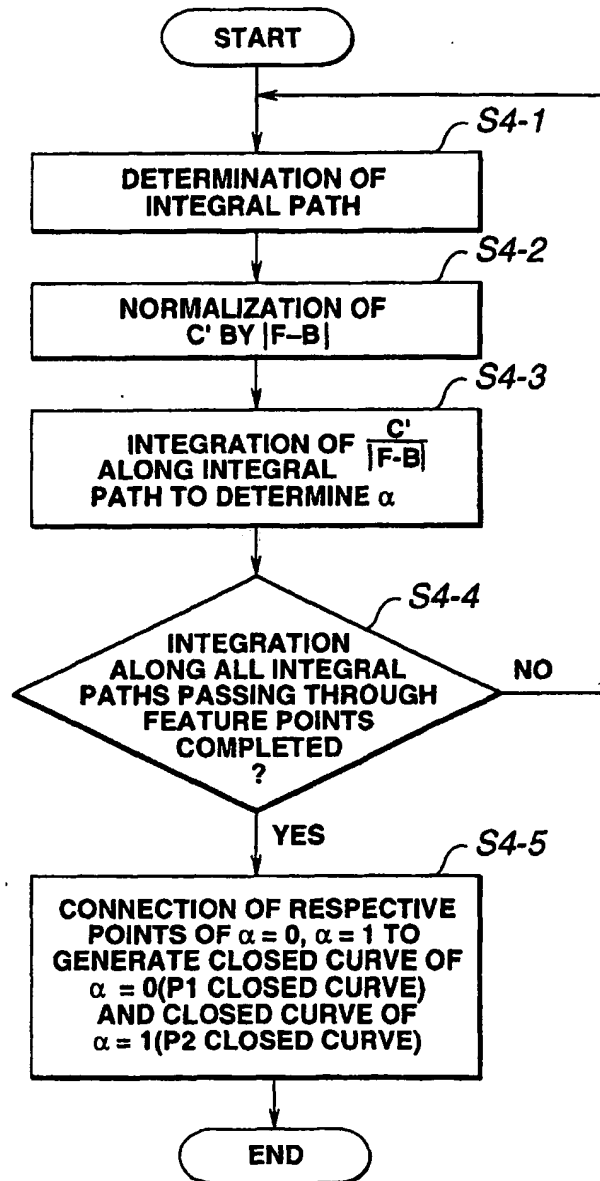 START
S4-1
DETERMINATION OF
INTEGRAL PATH
S4-2
NORMALIZATION OF
C' BY |F–B|
S4-3
INTEGRATION OF C'
|F-B|
ALONG INTEGRAL
PATH TO DETERMINE α
S4-4
INTEGRATION
ALONG ALL INTEGRAL
PATHS PASSING THROUGH
FEATURE POINTS
COMPLETED
?
NO
YES
S4-5
CONNECTION OF RESPECTIVE
POINTS OF α = 0, α = 1 TO
GENERATE CLOSED CURVE OF
α = 0(P1 CLOSED CURVE)
AND CLOSED CURVE OF
α = 1(P2 CLOSED CURVE)
END